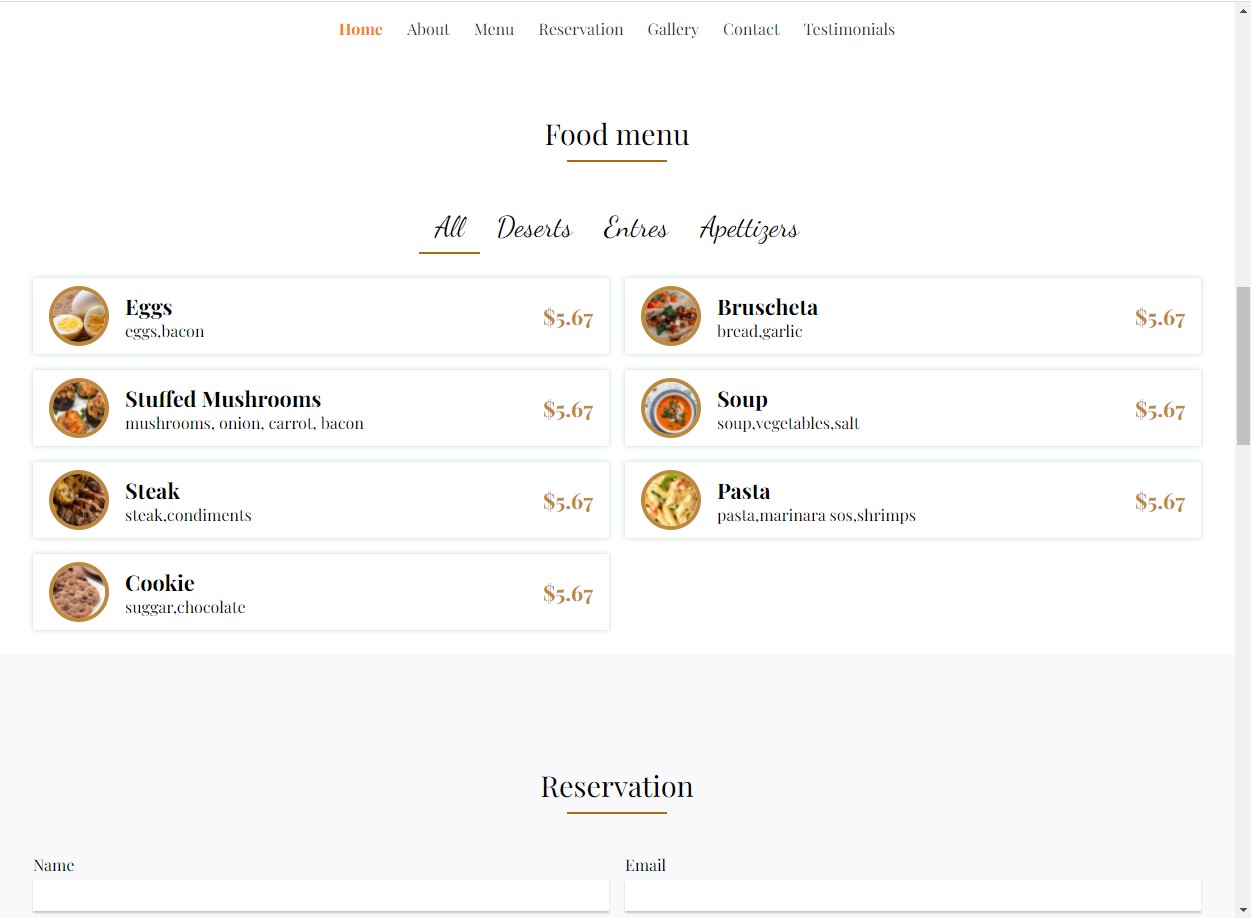 Home About Menu Reservation Gallery Contact Testimonials
Food menu
All Deserts Entres Apettizers
Eggs
eggs,bacon
$5.67
Bruscheta
bread,garlic
$5.67
Stuffed Mushrooms
mushrooms, onion, carrot, bacon
$5.67
Soup
soup,vegetables,salt
$5.67
Steak
steak,condiments
$5.67
Pasta
pasta,marinara sos,shrimps
$5.67
Cookie
suggar,chocolate
$5.67
Reservation
Name
Email